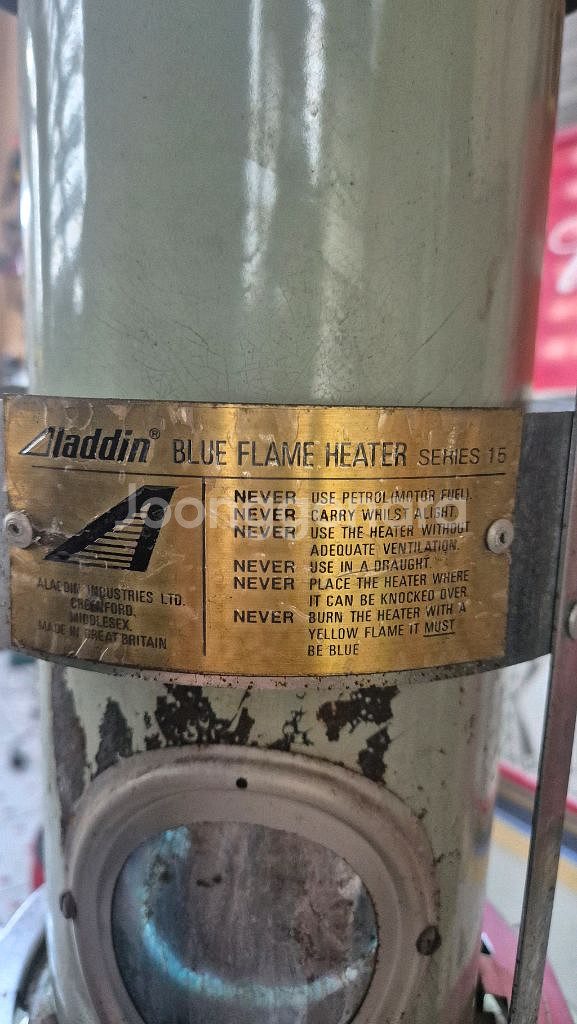 Aladdin® BLUE FLAME HEATER SERIES 15
NEVER USE PETROL (MOTOR FUEL).
NEVER CARRY WHILST ALIGHT.
NEVER USE THE HEATER WITHOUT
ADEQUATE VENTILATION.
NEVER USE IN A DRAUGHT.
NEVER PLACE THE HEATER WHERE
IT CAN BE KNOCKED OVER
NEVER BURN THE HEATER WITH A
YELLOW FLAME IT MUST
BE BLUE
ALADDIN INDUSTRIES LTD.
GREENFORD.
MIDDLESEX.
MADE IN GREAT BRITAIN